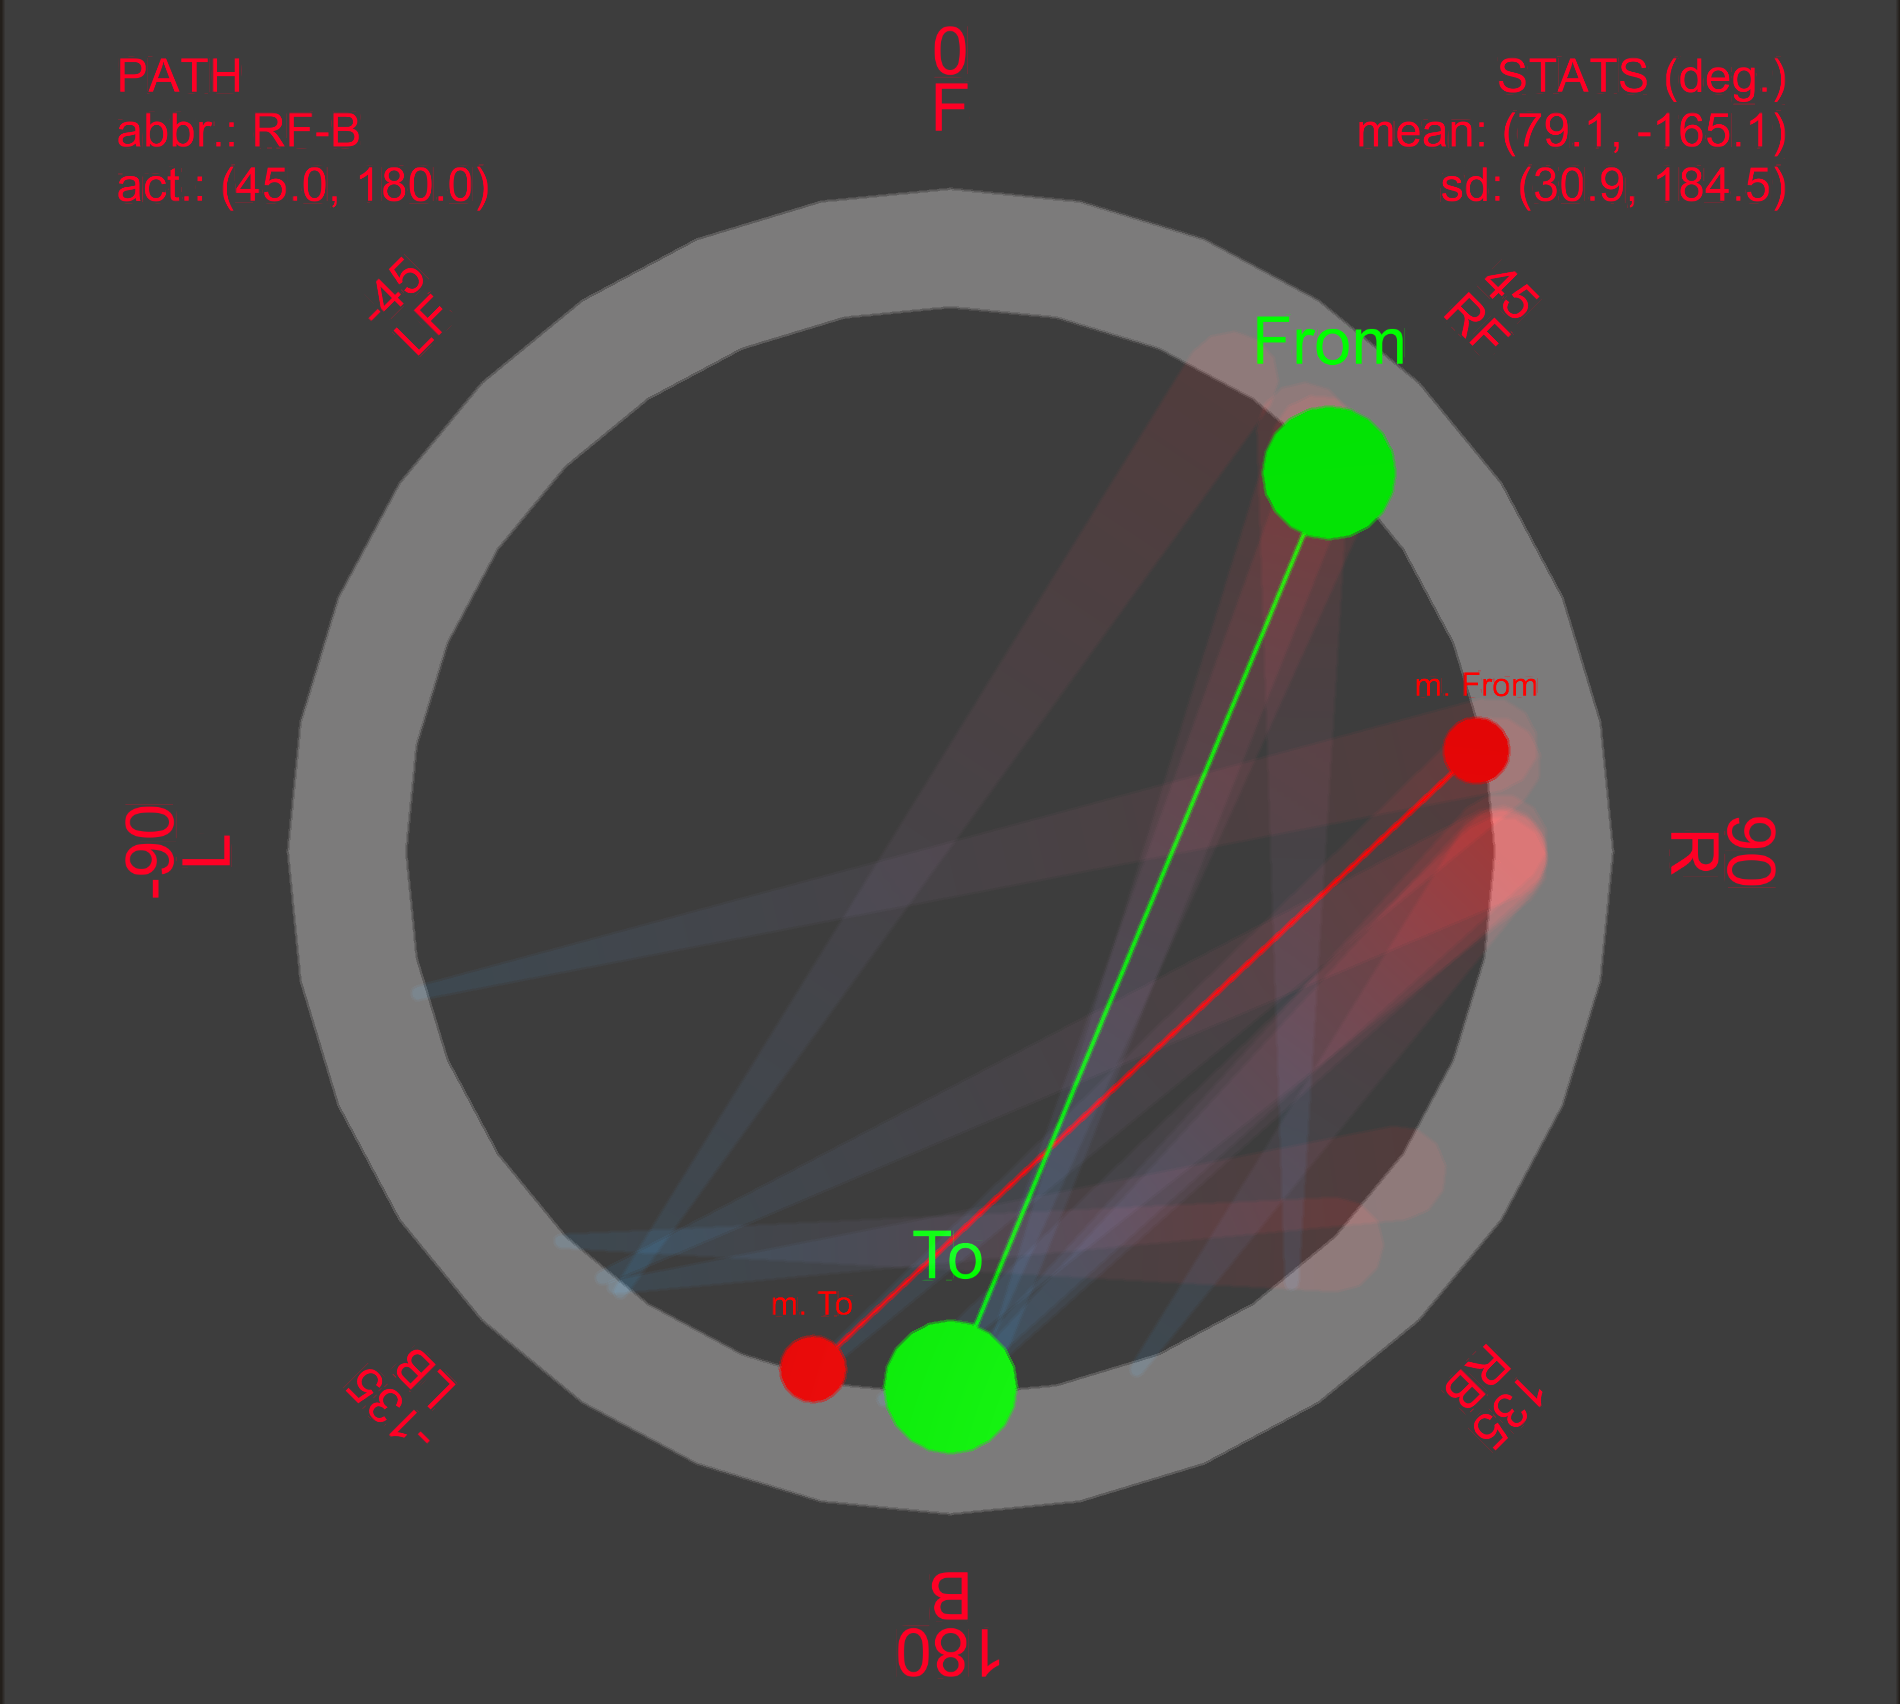 0
F
PATH
abbr.: RF-B
act.: (45.0, 180.0)
STATS (deg.)
mean: (79.1, -165.1)
sd: (30.9, 184.5)
-45
LF
45
RF
From
m. From
-90
L
90
R
To
m. To
-135
LB
135
RB
B
180